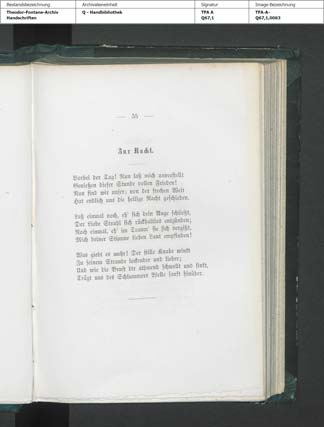 Bestandsbezeichnung
Archivalieneinheit
Signatur
Image-Bezeichnung
Theodor-Fontane-Archiv
Handschriften
Q - Handbibliothek
TFA A
Q67,1
TFA-A-
Q67,1,0063
— 55 —
Zur Nacht.
Vorbei der Tag! Nun laß mich unverstellt
Genießen dieser Stunde vollen Frieden!
Nun sind wir unser; von der frechen Welt
Hat endlich uns die heilige Nacht geschieden.
Laß einmal noch, eh' sich dein Auge schließt,
Der Liebe Strahl sich rückhaltlos entzünden;
Noch einmal, eh' im Traum sie sich vergißt,
Mich deiner Stimme lieben Laut empfinden!
Was giebt es mehr! Der stille Knabe winkt
Zu seinem Strande lockender und lieber;
Und wie die Brust dir athmend schwellt und sinkt,
Trägt uns des Schlummers Welle sanft hinüber.